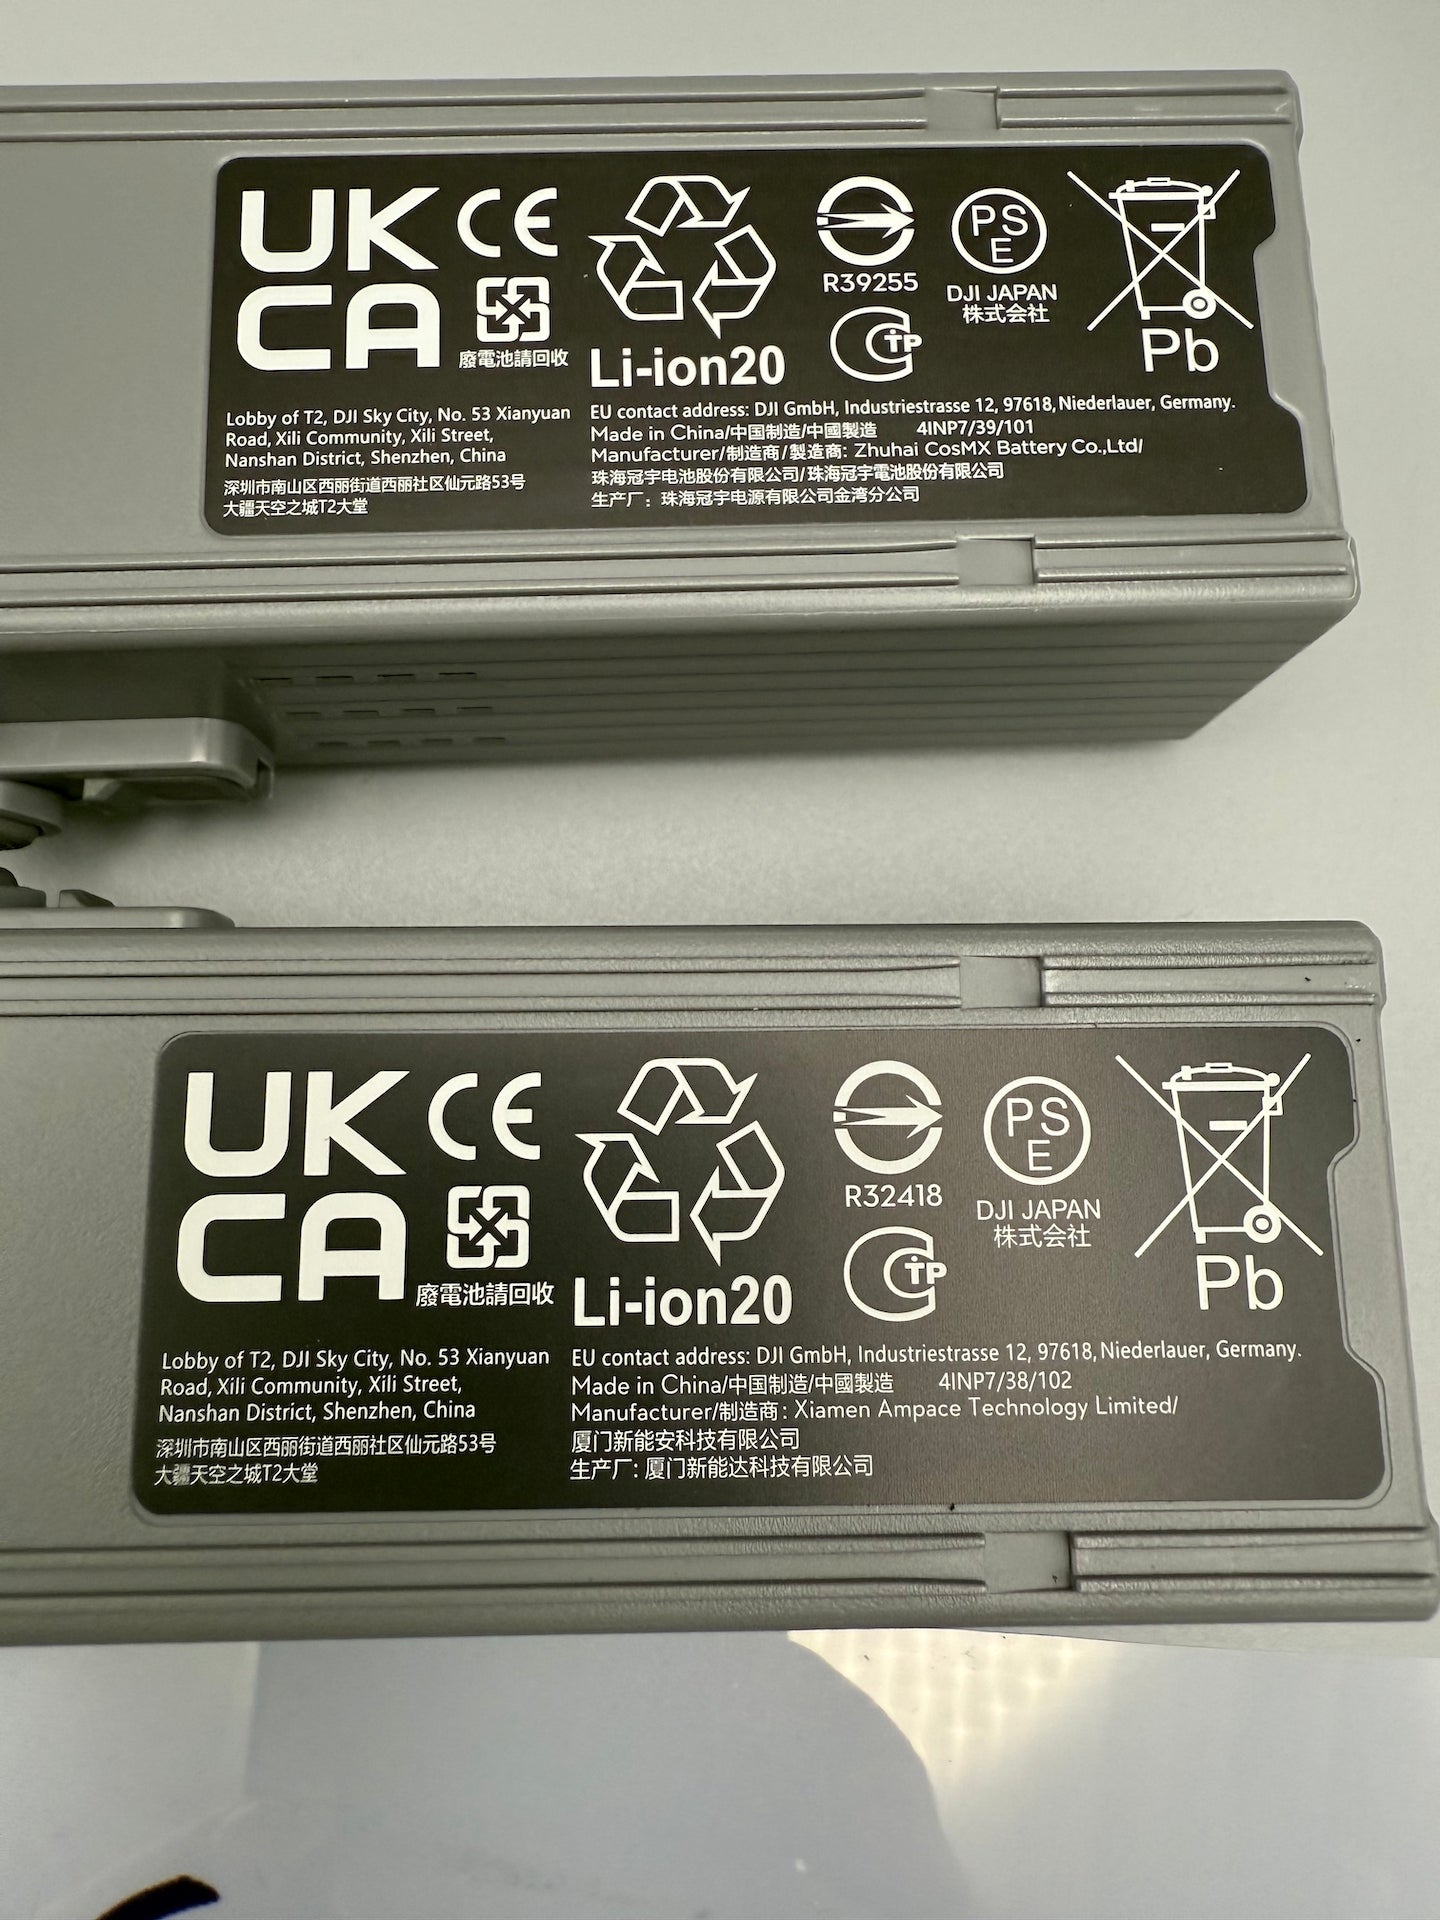 UK
CA
CE
廢電池請回收
Li-ion20
R39255
TP
PS
E
DJI JAPAN
株式会社
Pb
Lobby of T2, DJI Sky City, No. 53 Xianyuan
Road, Xili Community, Xili Street,
Nanshan District, Shenzhen, China
深圳市南山区西丽街道西丽社区仙元路53号
大疆天空之城T2大堂
EU contact address: DJI GmbH, Industriestrasse 12, 97618, Niederlauer, Germany.
Made in China/中国制造/中國製造 4INP7/39/101
Manufacturer/制造商/製造商: Zhuhai CosMX Battery Co.,Ltd/
珠海冠宇电池股份有限公司/珠海冠宇電池股份有限公司
生产厂: 珠海冠宇电源有限公司金湾分公司
UK
CA
CE
廢電池請回收
Li-ion20
R32418
TP
PS
E
DJI JAPAN
株式会社
Pb
Lobby of T2, DJI Sky City, No. 53 Xianyuan
Road, Xili Community, Xili Street,
Nanshan District, Shenzhen, China
深圳市南山区西丽街道西丽社区仙元路53号
大疆天空之城T2大堂
EU contact address: DJI GmbH, Industriestrasse 12, 97618, Niederlauer, Germany.
Made in China/中国制造/中國製造 4INP7/38/102
Manufacturer/制造商: Xiamen Ampace Technology Limited/
厦门新能安科技有限公司
生产厂: 厦门新能达科技有限公司